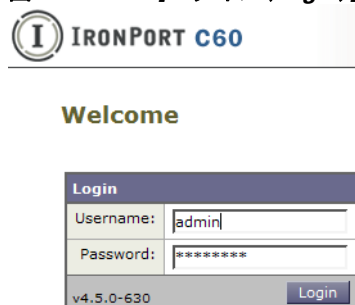 IRONPORT C60
Welcome
Login
Username: admin
Password: ********
v4.5.0-630 Login